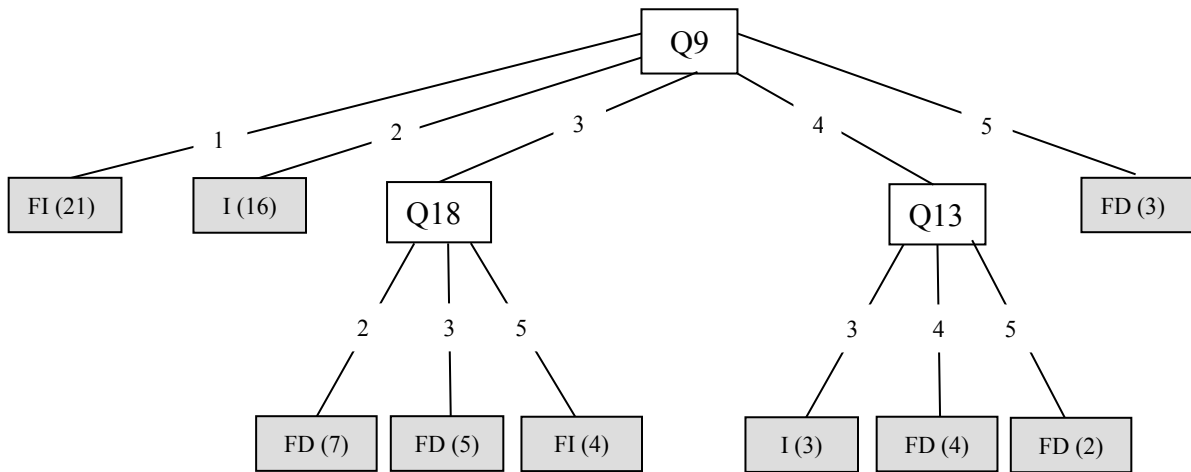 Q9
1
2
3
4
5
FI (21)
I (16)
Q18
Q13
FD (3)
2
3
5
3
4
5
FD (7)
FD (5)
FI (4)
I (3)
FD (4)
FD (2)